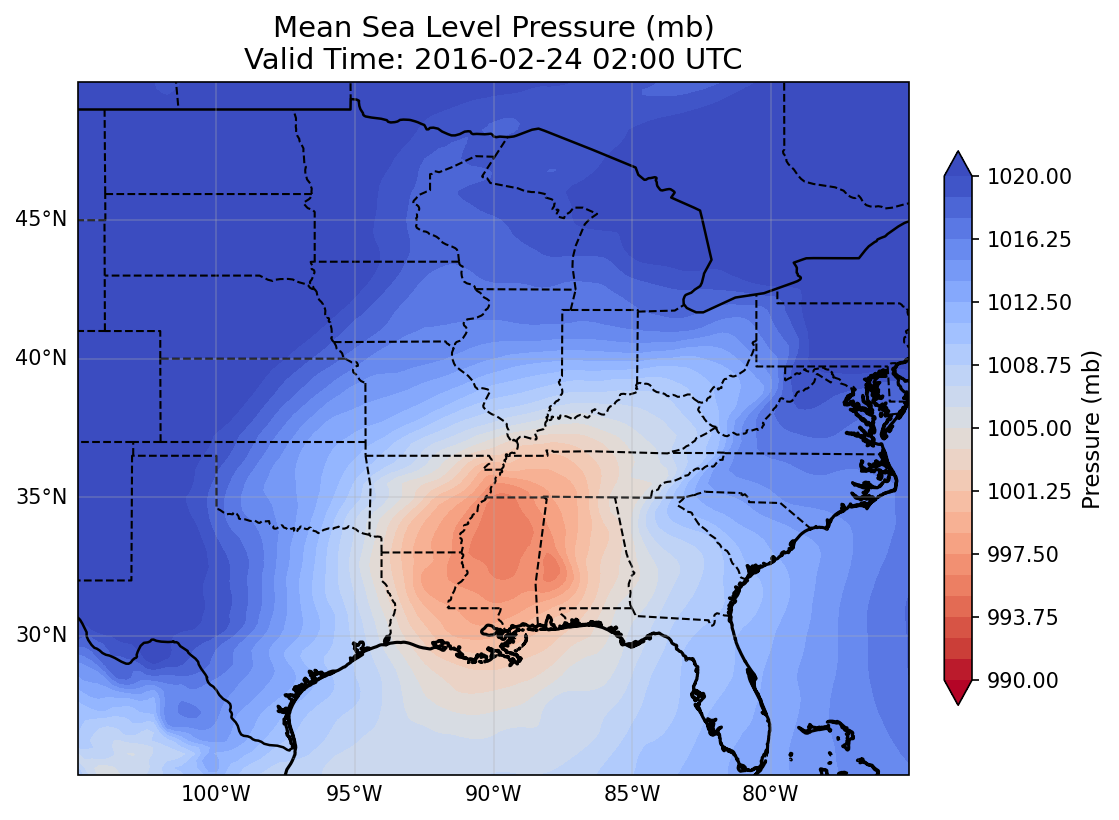 Mean Sea Level Pressure (mb)
Valid Time: 2016-02-24 02:00 UTC
45°N
40°N
35°N
30°N
100°W
95°W
90°W
85°W
80°W
1020.00
1016.25
1012.50
1008.75
1005.00
1001.25
997.50
993.75
990.00
Pressure (mb)